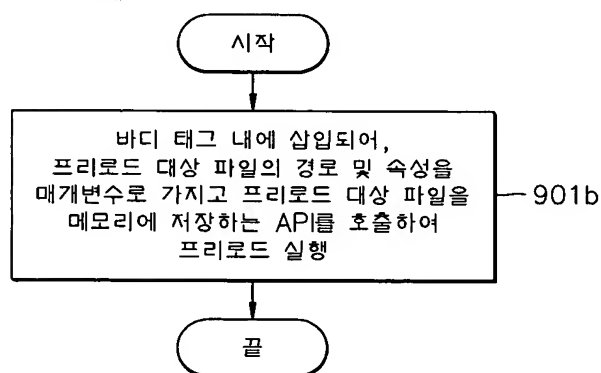 시작
바디 태그 내에 삽입되어,
프리로드 대상 파일의 경로 및 속성을
매개변수로 가지고 프리로드 대상 파일을
메모리에 저장하는 API를 호출하여
프리로드 실행
901b
끝